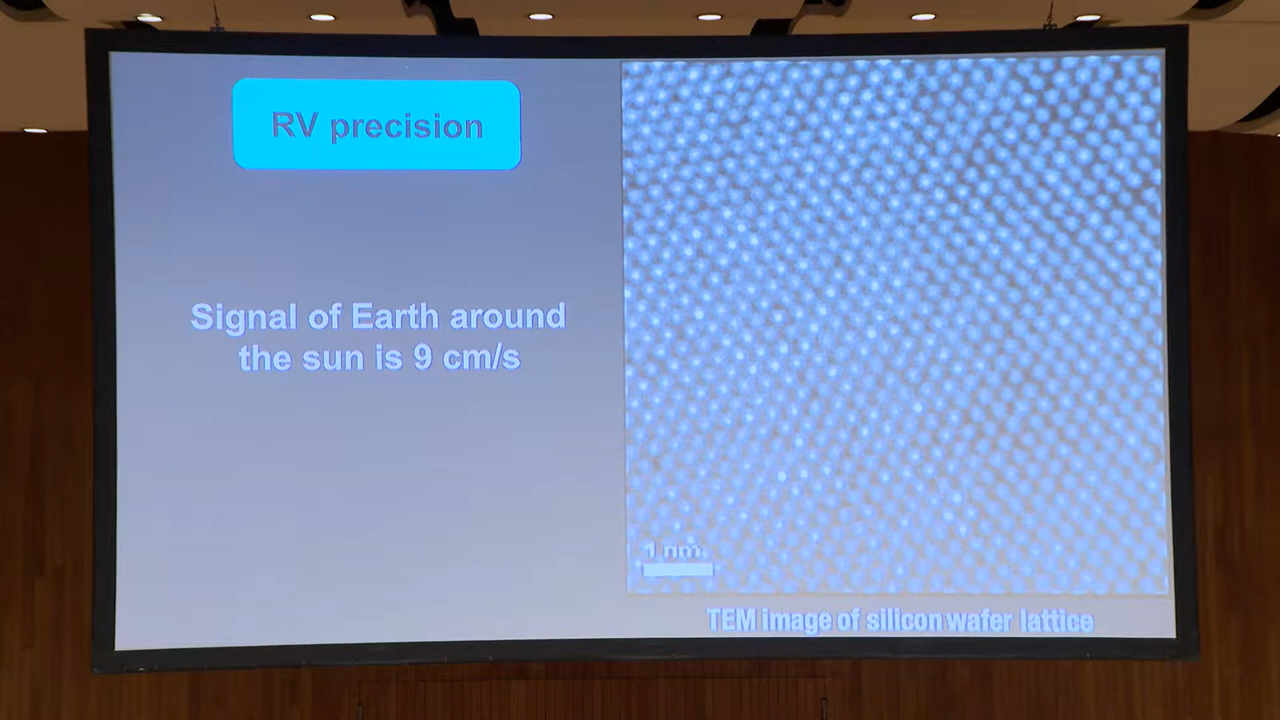 RV precision
Signal of Earth around
the sun is 9 cm/s
1 nm
TEM image of silicon wafer lattice